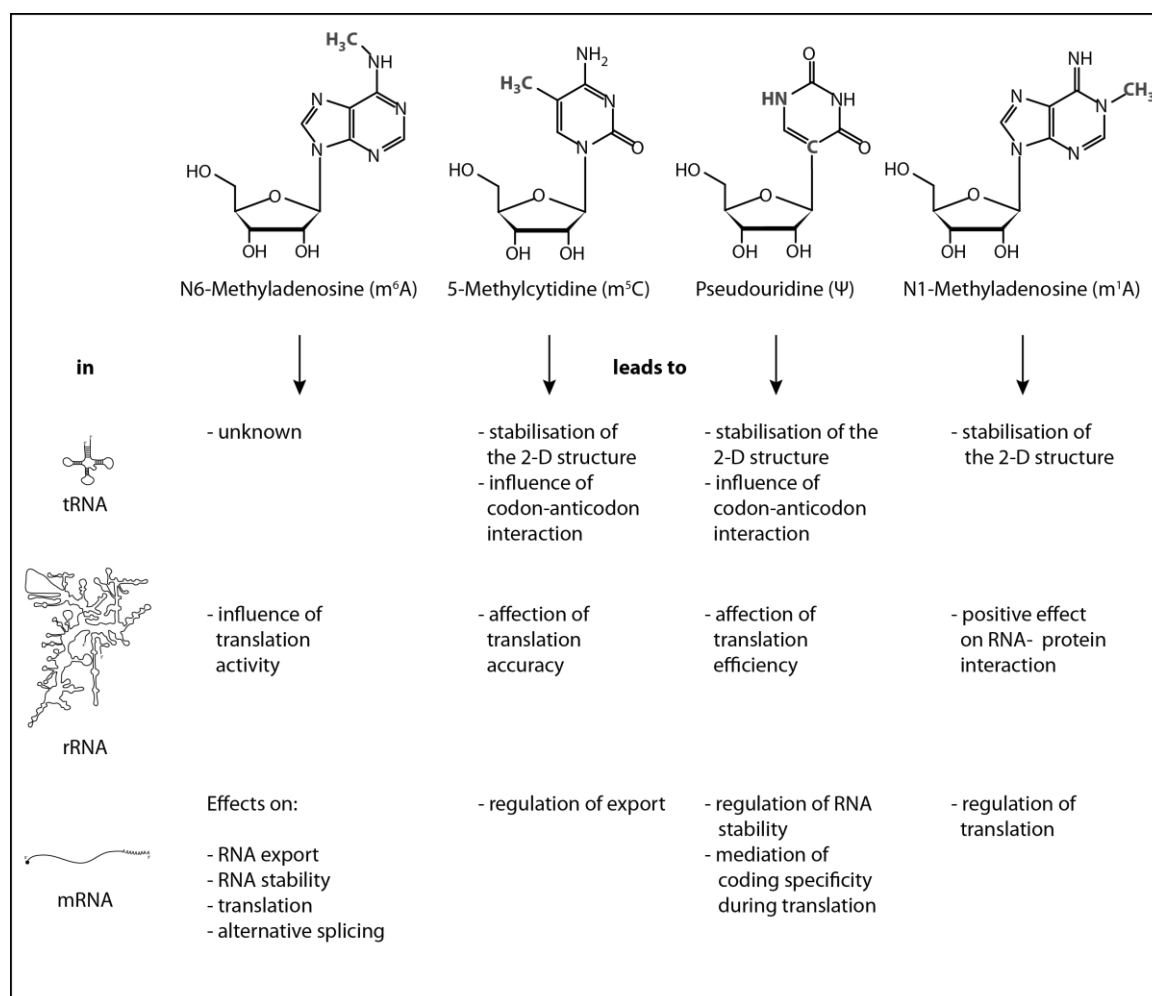 H₃C
NH
N
N
N
N
HO
O
OH
OH
N6-Methyladenosine (m⁶A)
NH₂
H₃C
N
N
O
HO
O
OH
OH
5-Methylcytidine (m⁵C)
O
HN
NH
O
C
HO
O
OH
OH
Pseudouridine (Ψ)
NH
N
CH₃
N
N
N
HO
O
OH
OH
N1-Methyladenosine (m¹A)
in
leads to
tRNA
- unknown
- stabilisation of
the 2-D structure
- influence of
codon-anticodon
interaction
- stabilisation of the
2-D structure
- influence of
codon-anticodon
interaction
- stabilisation of
the 2-D structure
rRNA
- influence of
translation
activity
- affection of
translation
accuracy
- affection of
translation
efficiency
- positive effect
on RNA- protein
interaction
mRNA
Effects on:
- RNA export
- RNA stability
- translation
- alternative splicing
- regulation of export
- regulation of RNA
stability
- mediation of
coding specificity
during translation
- regulation of
translation